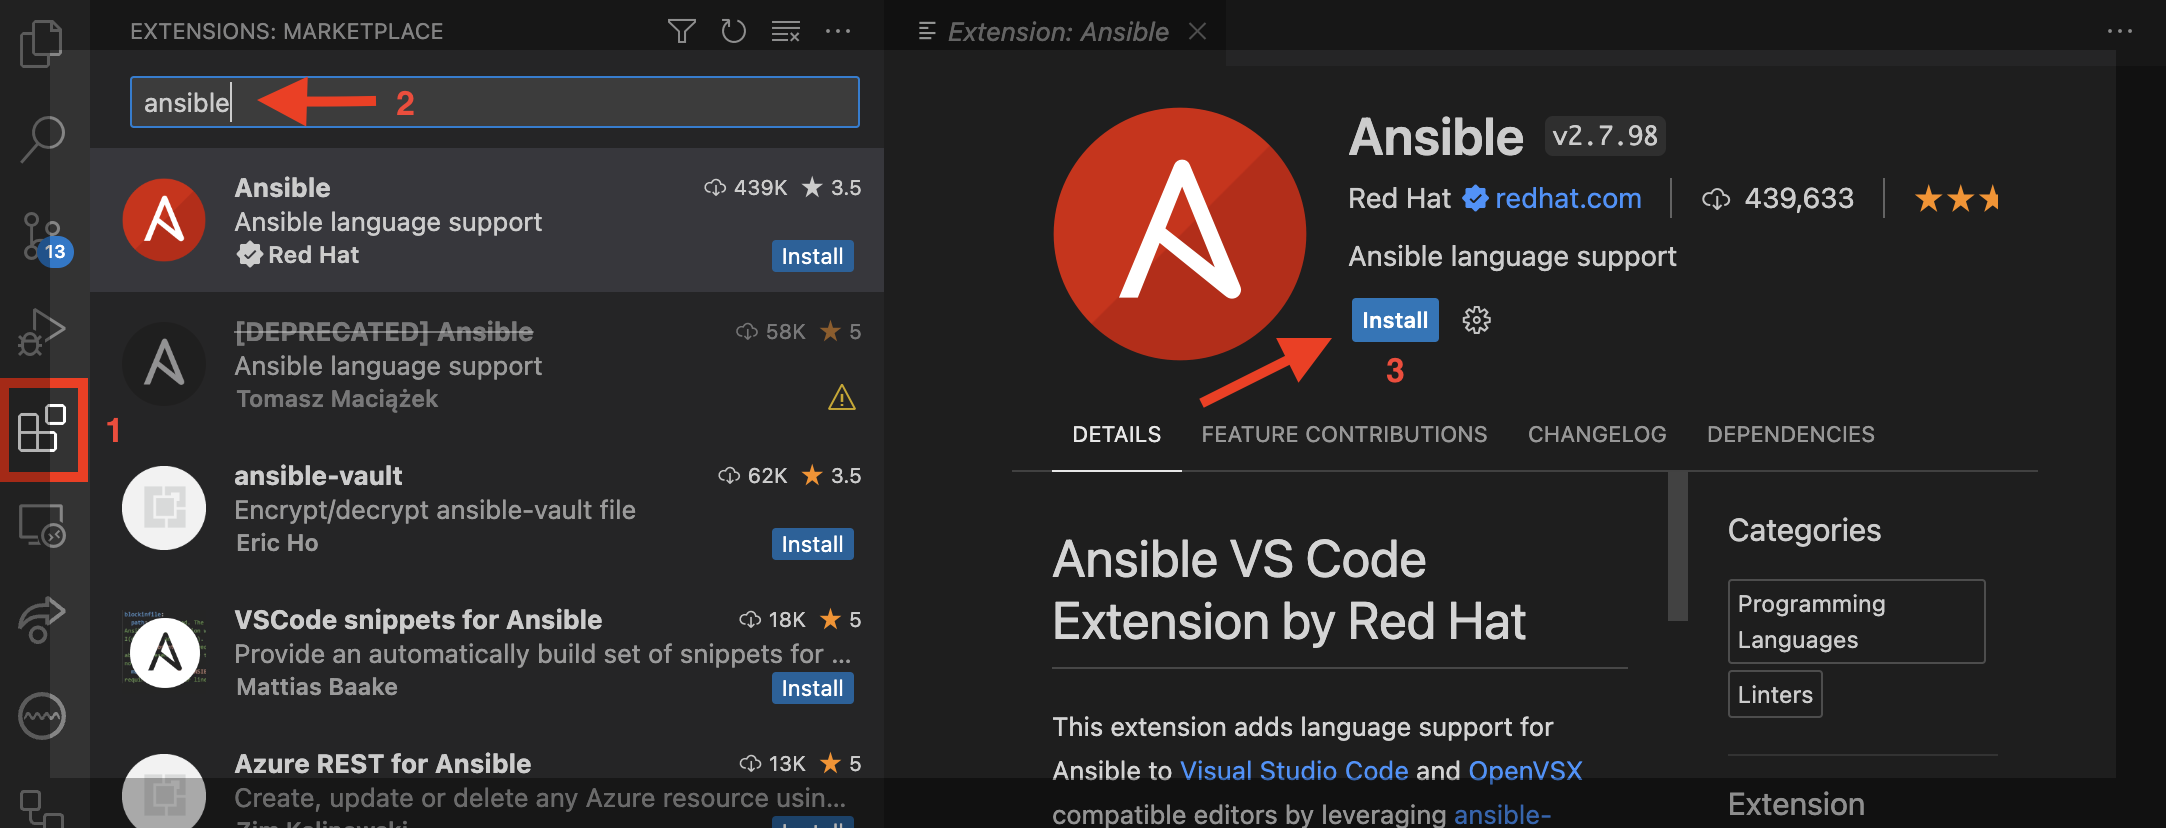 EXTENSIONS: MARKETPLACE
ansible
2
Ansible
439K
3.5
Ansible language support
Red Hat
Install
13
[DEPRECATED] Ansible
58K
5
Ansible language support
Tomasz Maciążek
1
ansible-vault
62K
3.5
Encrypt/decrypt ansible-vault file
Eric Ho
Install
VSCode snippets for Ansible
18K
5
Provide an automatically build set of snippets for ...
Mattias Baake
Install
Azure REST for Ansible
13K
5
Create, update or delete any Azure resource usin...
Zim Kalinowski
Install
Extension: Ansible
Ansible
v2.7.98
Red Hat
redhat.com
439,633
Ansible language support
Install
3
DETAILS
FEATURE CONTRIBUTIONS
CHANGELOG
DEPENDENCIES
Ansible VS Code
Extension by Red Hat
This extension adds language support for
Ansible to Visual Studio Code and OpenVSX
compatible editors by leveraging ansible-
Categories
Programming
Languages
Linters
Extension